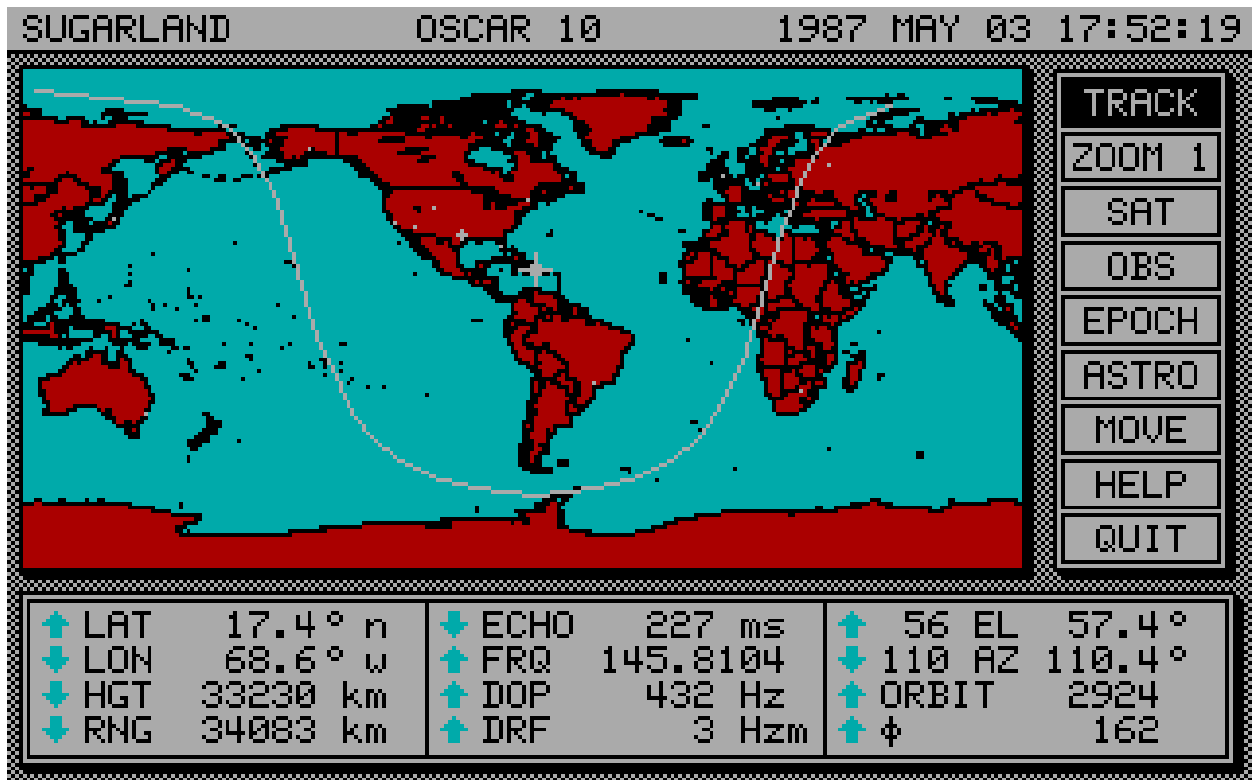 SUGARLAND OSCAR 10 1987 MAY 03 17:52:19
TRACK
ZOOM 1
SAT
OBS
EPOCH
ASTRO
MOVE
HELP
QUIT
LAT 17.4° n
LON 68.6° w
HGT 33230 km
RNG 34083 km
ECHO 227 ms
FRQ 145.8104
DOP 432 Hz
DRF 3 Hzm
56 EL 57.4°
110 AZ 110.4°
ORBIT 2924
ϕ 162